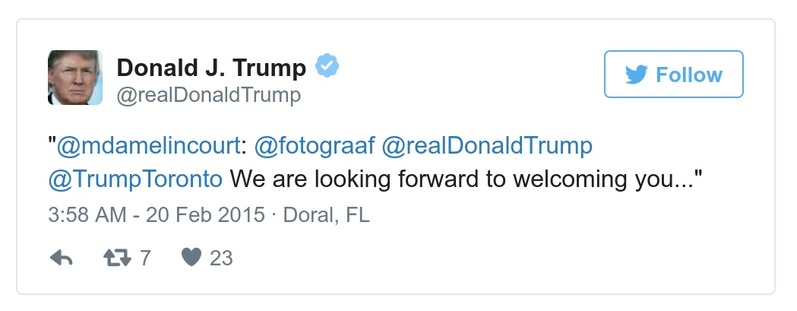 Donald J. Trump
@realDonaldTrump
Follow
"@mdamelincourt: @fotograaf @realDonaldTrump
@TrumpToronto We are looking forward to welcoming you..."
3:58 AM - 20 Feb 2015 · Doral, FL
7 23